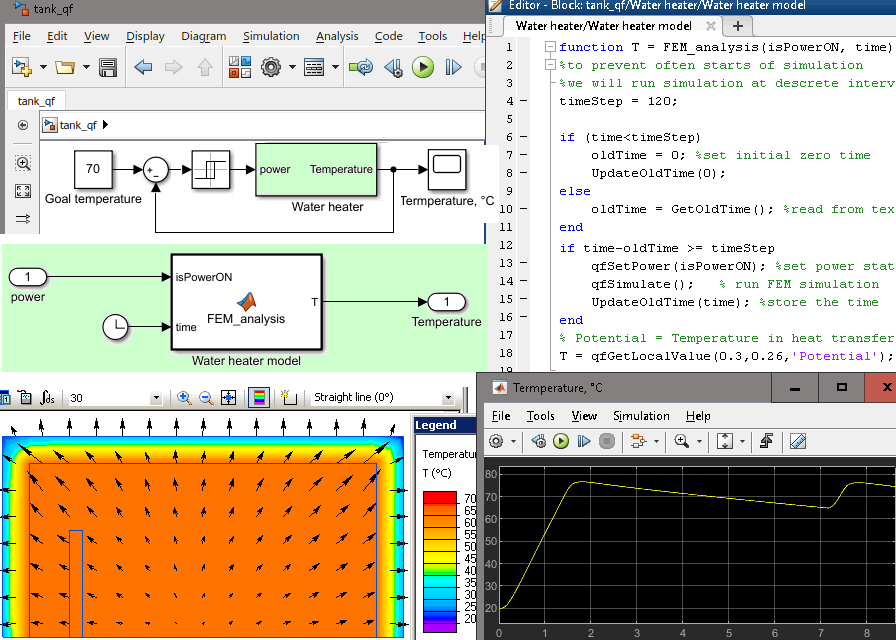 tank_qf
File Edit View Display Diagram Simulation Analysis Code Tools Help
tank_qf
tank_qf
70
Goal temperature
power
Temperature
Water heater
Termperature, °C
1
power
isPowerON
FEM_analysis
time
T
1
Temperature
Water heater model
Editor - Block: tank_qf/Water heater/Water heater model
Water heater/Water heater model
1 function T = FEM_analysis(isPowerON, time)
2 %to prevent often starts of simulation
3 %we will run simulation at descrete interv
4 timeStep = 120;
5
6 if (time<timeStep)
7 oldTime = 0; %set initial zero time
8 UpdateOldTime(0);
9 else
10 oldTime = GetOldTime(); %read from tex
11 end
12 if time-oldTime >= timeStep
13 qfSetPower(isPowerON); %set power stat
14 qfSimulate(); % run FEM simulation
15 UpdateOldTime(time); %store the time
16 end
17 % Potential = Temperature in heat transfer
18 T = qfGetLocalValue(0.3,0.26,'Potential');
19
∫ds 30 Straight line (0°)
Legend
Temperatur
T (°C)
70
65
60
55
50
45
40
35
30
25
20
Termperature, °C
File Tools View Simulation Help
80
70
60
50
40
30
20
0 1 2 3 4 5 6 7 8